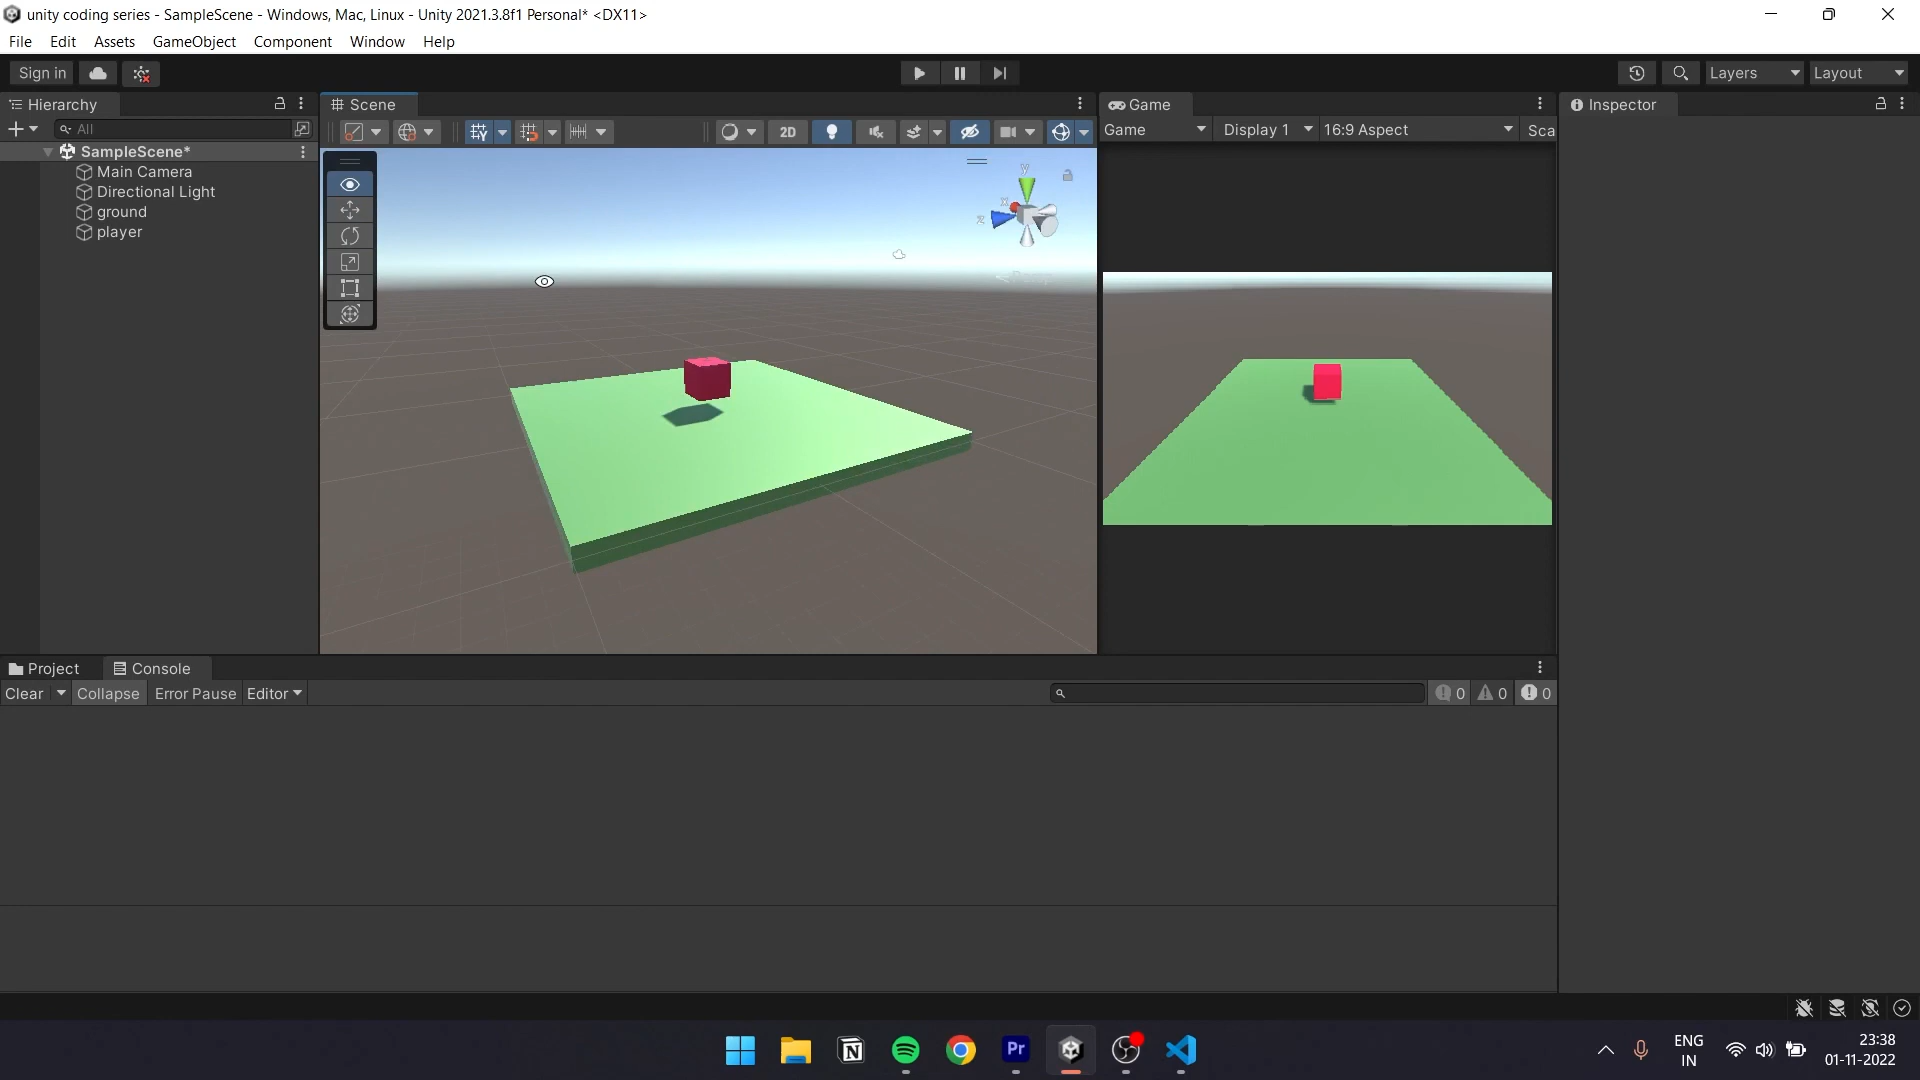 unity coding series - SampleScene - Windows, Mac, Linux - Unity 2021.3.8f1 Personal* <DX11>
File Edit Assets GameObject Component Window Help
Sign in Layers Layout
Hierarchy Scene Game Inspector
All 2D Game Display 1 16:9 Aspect Sca
SampleScene*
Main Camera
Directional Light
ground
player
y
x
z
Project Console
Clear Collapse Error Pause Editor 0 0 0
Pr
ENG
IN
23:38
01-11-2022